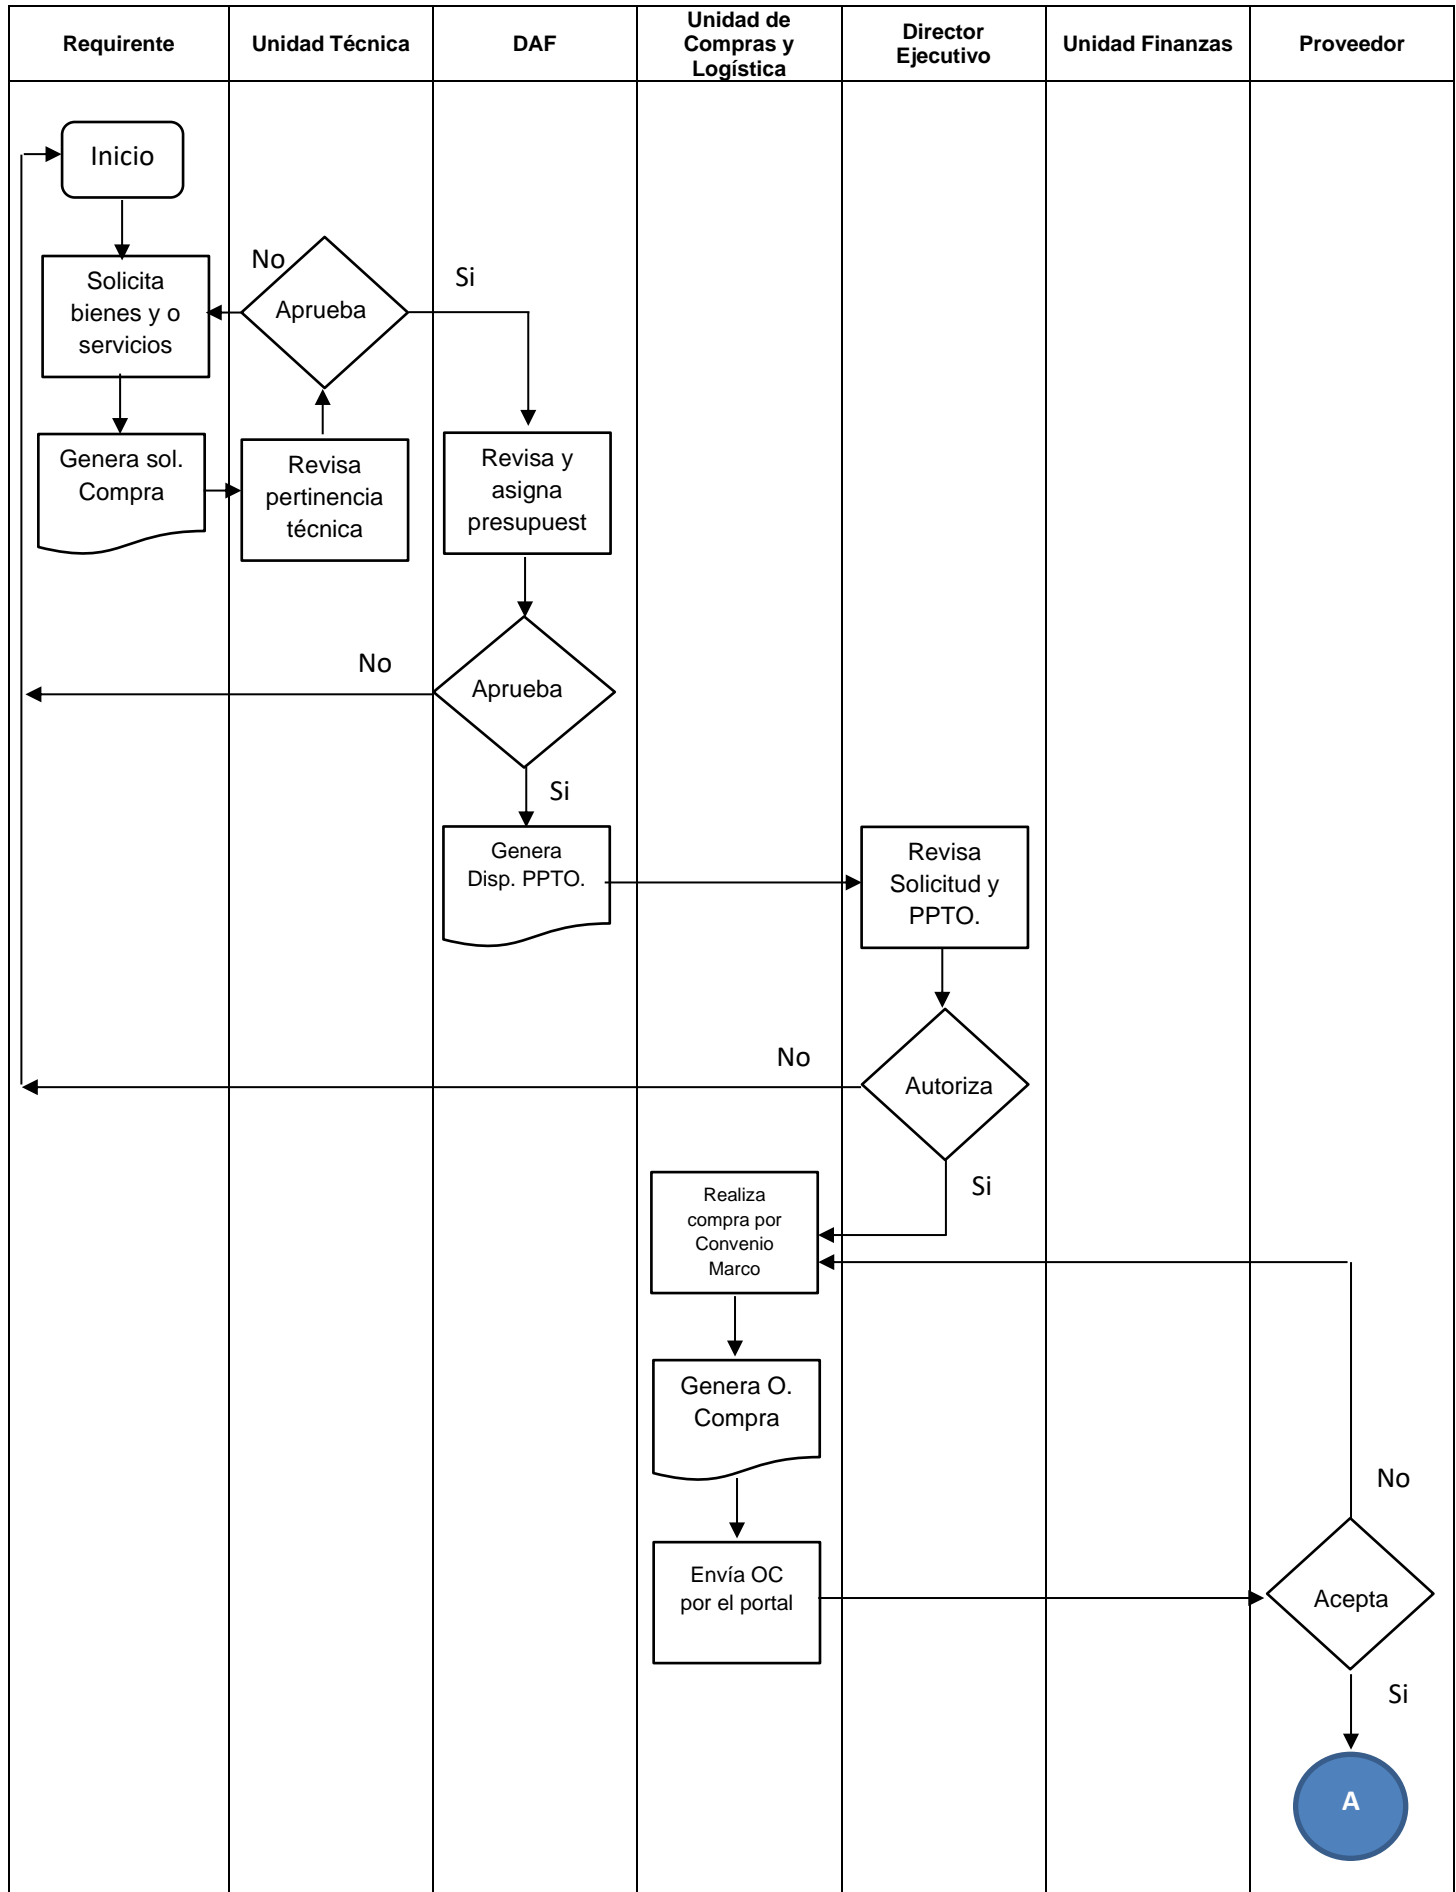 Requirente
Unidad Técnica
DAF
Unidad de
Compras y
Logística
Director
Ejecutivo
Unidad Finanzas
Proveedor
Inicio
Solicita
bienes y o
servicios
No
Aprueba
Si
Genera sol.
Compra
Revisa
pertinencia
técnica
Revisa y
asigna
presupuest
No
Aprueba
Si
Genera
Disp. PPTO.
Revisa
Solicitud y
PPTO.
No
Autoriza
Si
Realiza
compra por
Convenio
Marco
Genera O.
Compra
No
Envía OC
por el portal
Acepta
Si
A